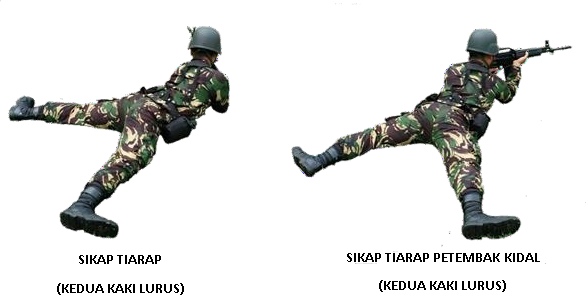 SIKAP TIARAP
(KEDUA KAKI LURUS)
SIKAP TIARAP PETEMBAK KIDAL
(KEDUA KAKI LURUS)